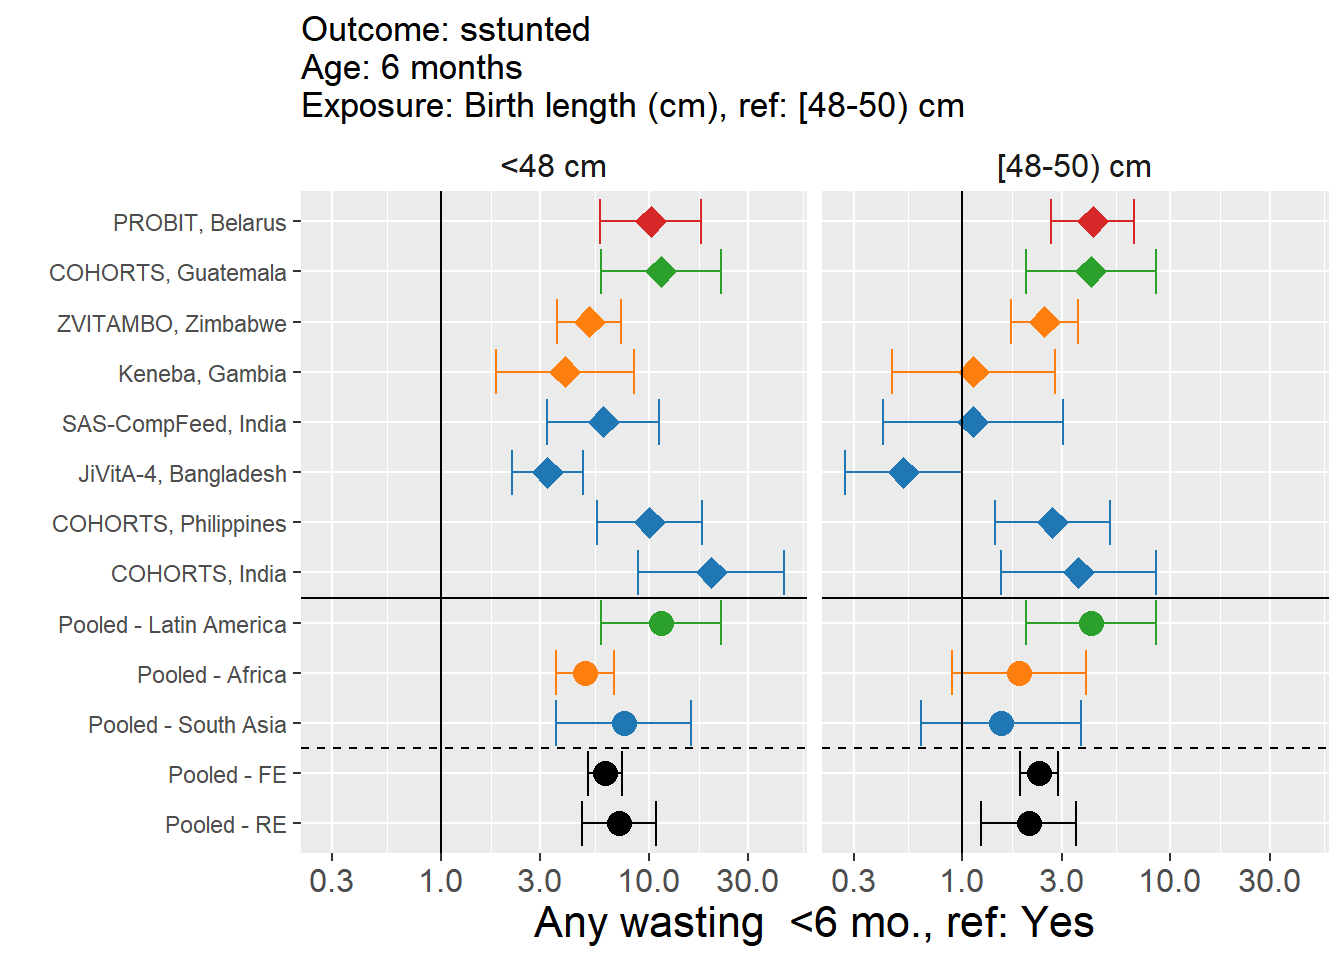 Outcome: sstunted
Age: 6 months
Exposure: Birth length (cm), ref: [48-50) cm
<48 cm
[48-50) cm
PROBIT, Belarus
COHORTS, Guatemala
ZVITAMBO, Zimbabwe
Keneba, Gambia
SAS-CompFeed, India
JiVitA-4, Bangladesh
COHORTS, Philippines
COHORTS, India
Pooled - Latin America
Pooled - Africa
Pooled - South Asia
Pooled - FE
Pooled - RE
0.3 1.0 3.0 10.0 30.0
0.3 1.0 3.0 10.0 30.0
Any wasting  <6 mo., ref: Yes